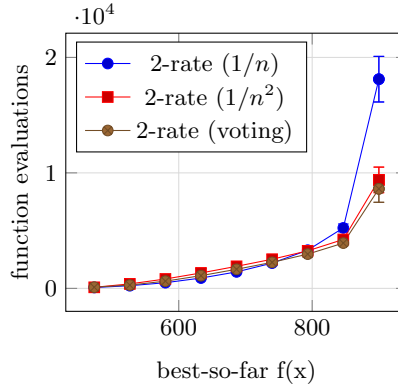 ·10⁴
2
1
0
function evaluations
2-rate (1/n)
2-rate (1/n²)
2-rate (voting)
600 800
best-so-far f(x)